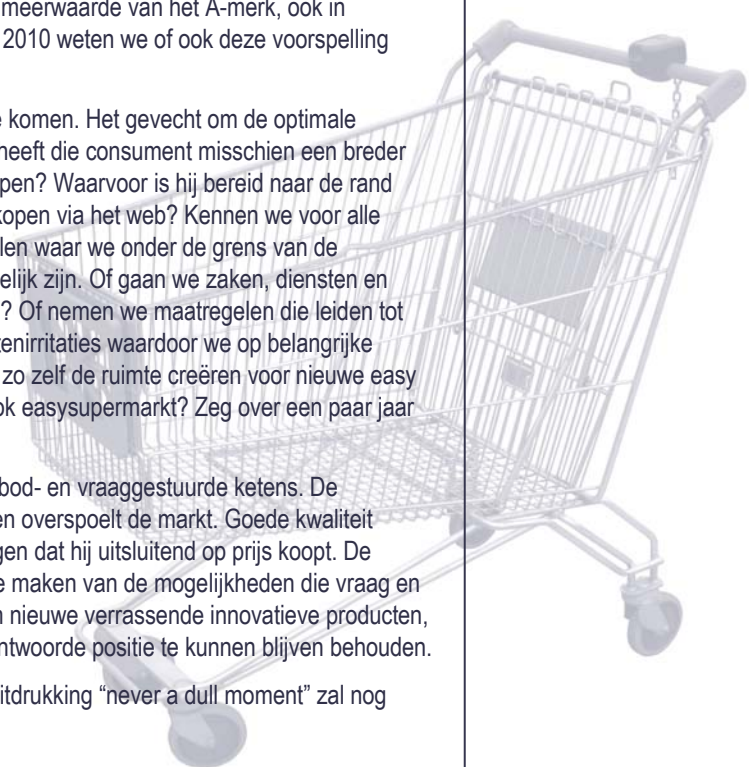 meerwaarde van het A-merk, ook in
2010 weten we of ook deze voorspelling
komen. Het gevecht om de optimale
heeft die consument misschien een breder
pen? Waarvoor is hij bereid naar de rand
kopen via het web? Kennen we voor alle
len waar we onder de grens van de
elijk zijn. Of gaan we zaken, diensten en
? Of nemen we maatregelen die leiden tot
tenirritaties waardoor we op belangrijke
zo zelf de ruimte creëren voor nieuwe easy
ok easysupermarkt? Zeg over een paar jaar
bod- en vraaggestuurde ketens. De
en overspoelt de markt. Goede kwaliteit
gen dat hij uitsluitend op prijs koopt. De
e maken van de mogelijkheden die vraag en
n nieuwe verrassende innovatieve producten,
ntwoorde positie te kunnen blijven behouden.
itdrukking “never a dull moment” zal nog